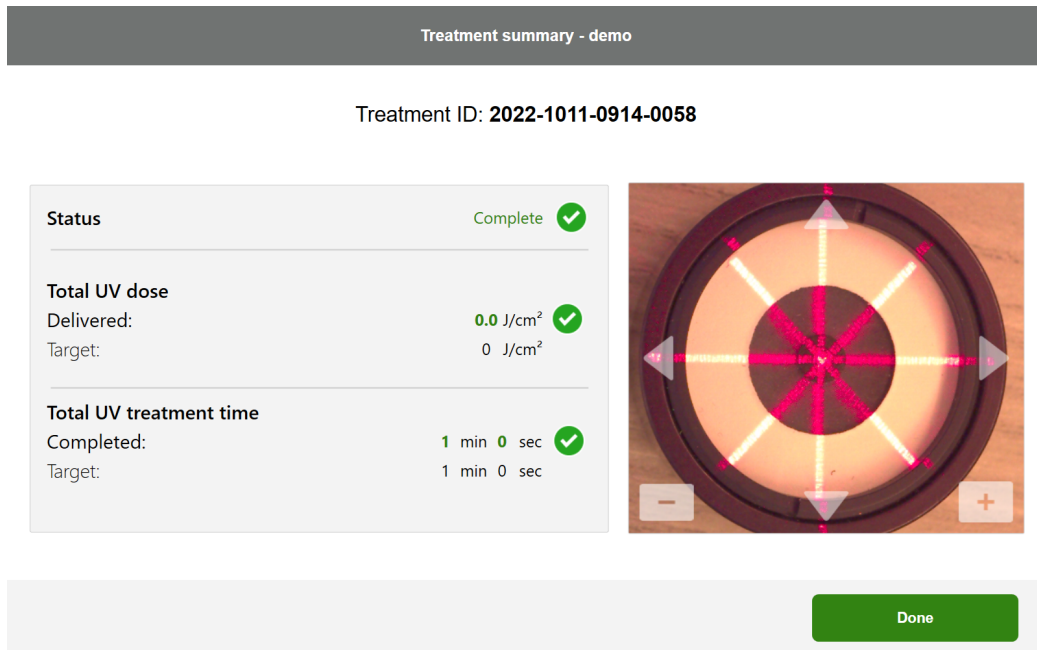 Treatment summary - demo
Treatment ID: 2022-1011-0914-0058
Status Complete
Total UV dose
Delivered: 0.0 J/cm²
Target: 0 J/cm²
Total UV treatment time
Completed: 1 min 0 sec
Target: 1 min 0 sec
− +
Done